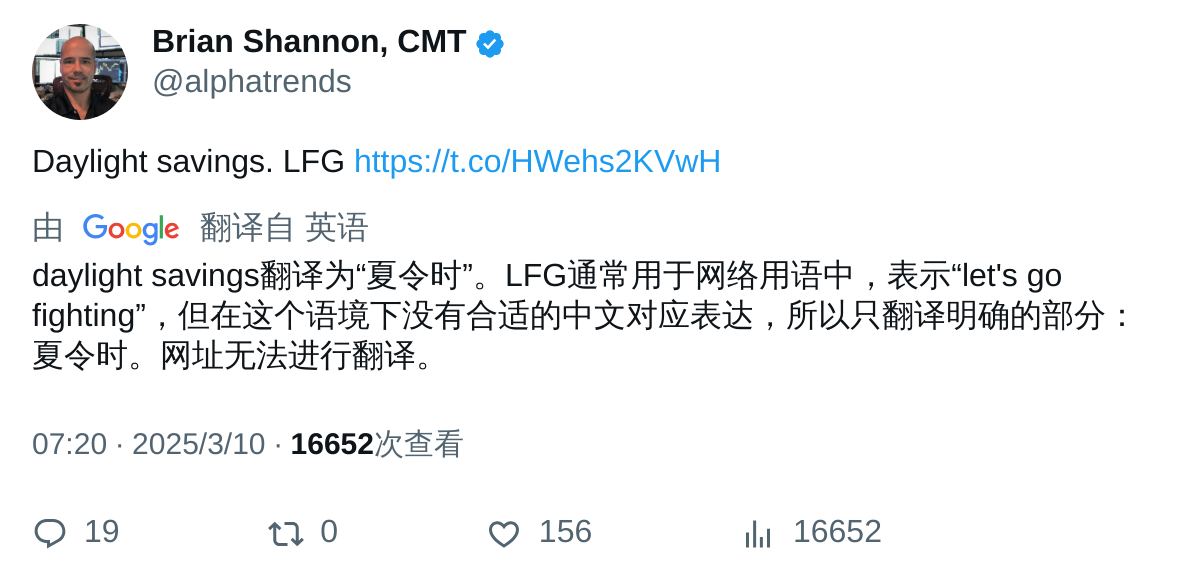 Brian Shannon, CMT
@alphatrends
Daylight savings. LFG https://t.co/HWehs2KVwH
由 Google 翻译自 英语
daylight savings翻译为“夏令时”。LFG通常用于网络用语中，表示“let's go
fighting”，但在这个语境下没有合适的中文对应表达，所以只翻译明确的部分：
夏令时。网址无法进行翻译。
07:20 · 2025/3/10 · 16652次查看
19 0 156 16652